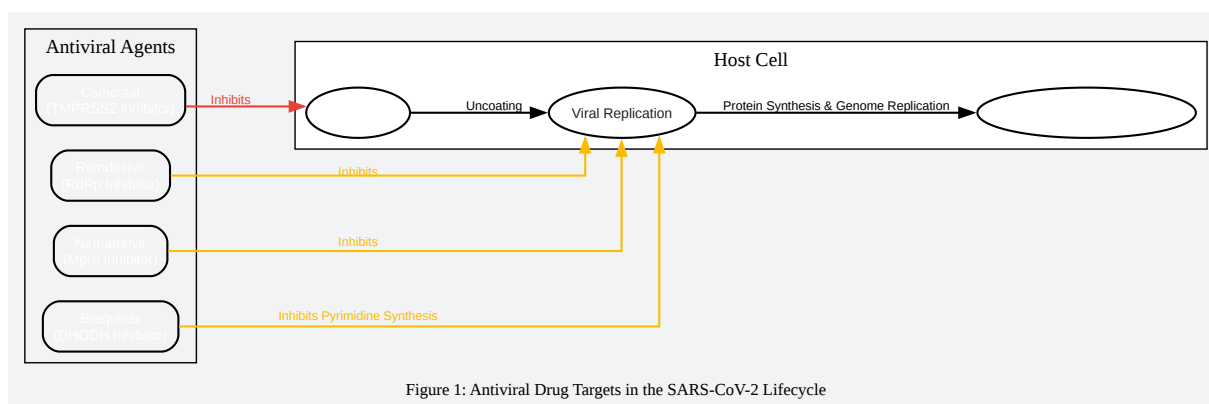 Antiviral Agents
Camostat
(TMPRSS2 Inhibitor)
Inhibits
Host Cell
Uncoating
Viral Replication
Protein Synthesis & Genome Replication
Remdesivir
(RdRp Inhibitor)
Inhibits
Nirmatrelvir
(Mpro Inhibitor)
Inhibits
Brequinar
(DHODH Inhibitor)
Inhibits Pyrimidine Synthesis
Figure 1: Antiviral Drug Targets in the SARS-CoV-2 Lifecycle